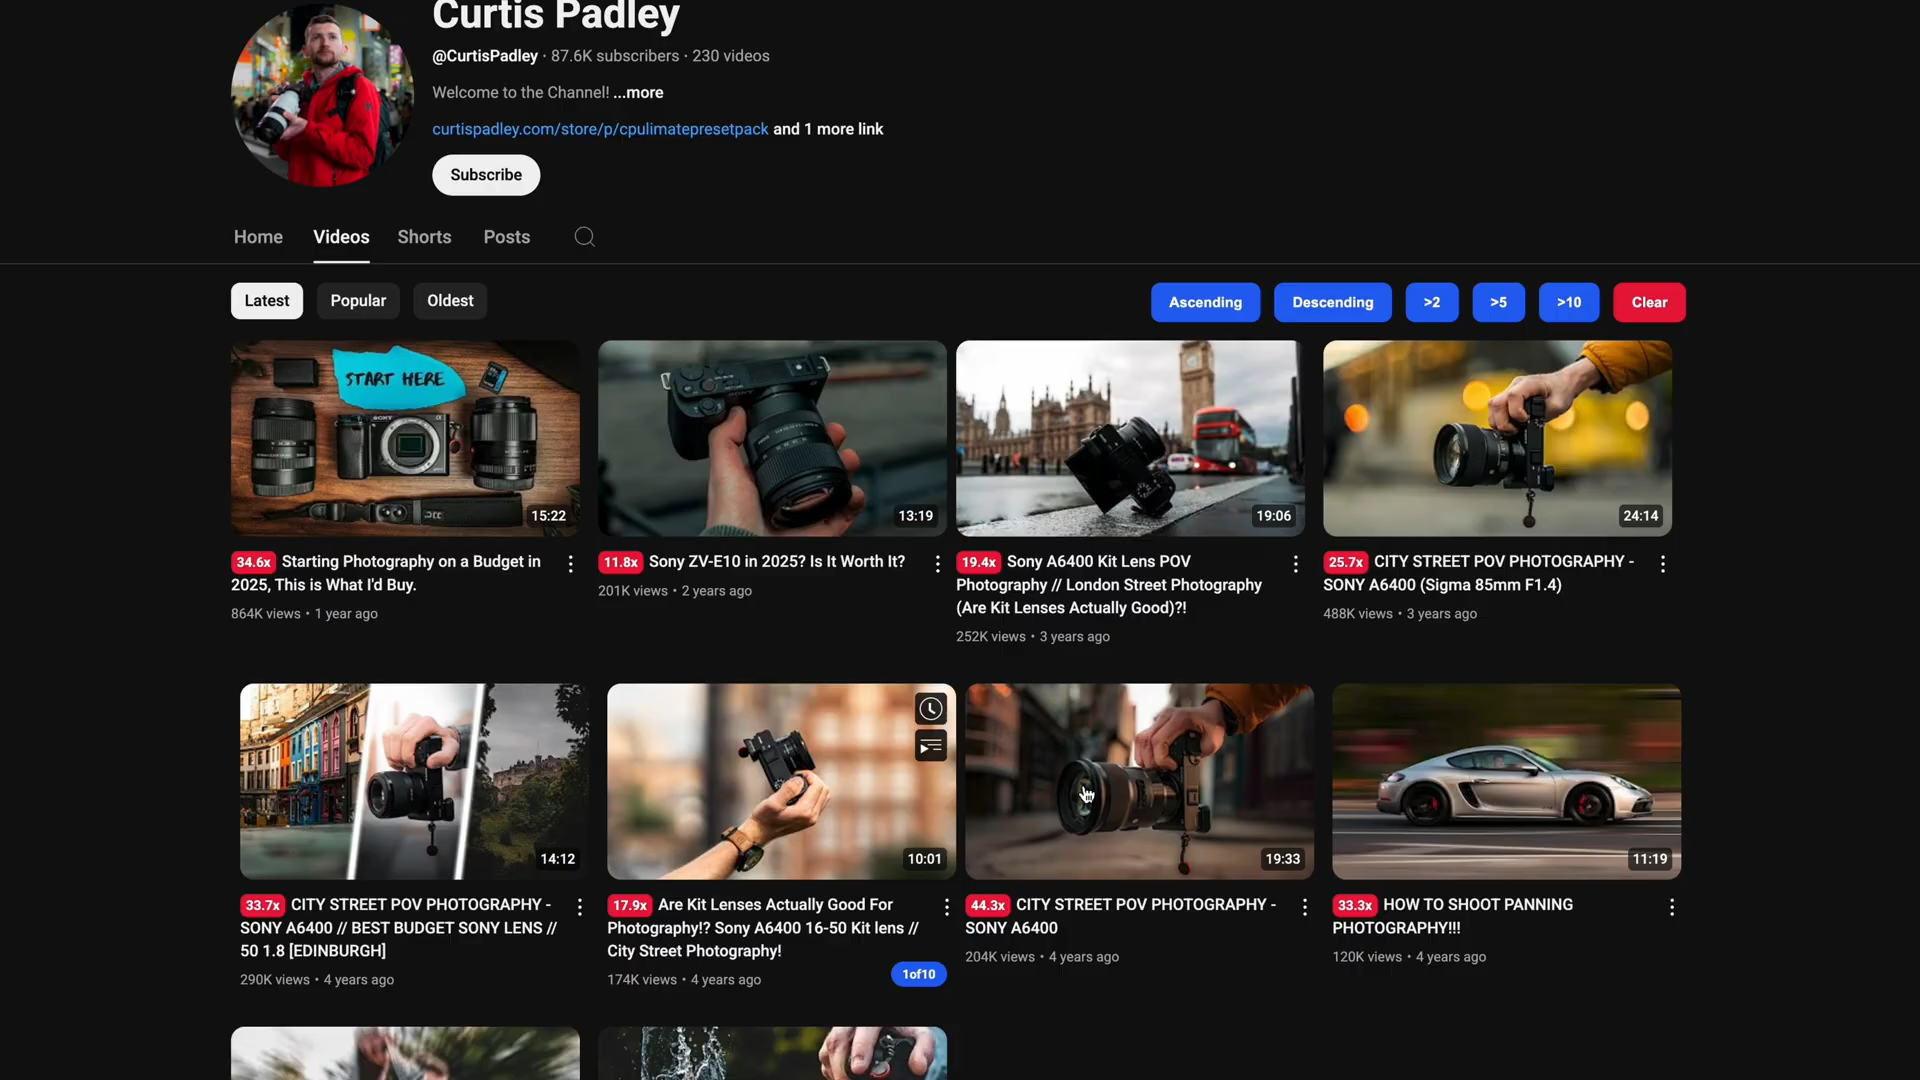 Curtis Padley
@CurtisPadley · 87.6K subscribers · 230 videos
Welcome to the Channel! ...more
curtispadley.com/store/p/cpulimatepresetpack and 1 more link
Subscribe
Home Videos Shorts Posts
Latest Popular Oldest Ascending Descending >2 >5 >10 Clear
START HERE
SONY
15:22
13:19
19:06
24:14
34.6x Starting Photography on a Budget in
2025, This is What I'd Buy.
864K views • 1 year ago
11.8x Sony ZV-E10 in 2025? Is It Worth It?
201K views • 2 years ago
19.4x Sony A6400 Kit Lens POV
Photography // London Street Photography
(Are Kit Lenses Actually Good)?!
252K views • 3 years ago
25.7x CITY STREET POV PHOTOGRAPHY -
SONY A6400 (Sigma 85mm F1.4)
488K views • 3 years ago
14:12
10:01
19:33
11:19
33.7x CITY STREET POV PHOTOGRAPHY -
SONY A6400 // BEST BUDGET SONY LENS //
50 1.8 [EDINBURGH]
290K views • 4 years ago
17.9x Are Kit Lenses Actually Good For
Photography!? Sony A6400 16-50 Kit lens //
City Street Photography!
174K views • 4 years ago
1of10
44.3x CITY STREET POV PHOTOGRAPHY -
SONY A6400
204K views • 4 years ago
33.3x HOW TO SHOOT PANNING
PHOTOGRAPHY!!!
120K views • 4 years ago